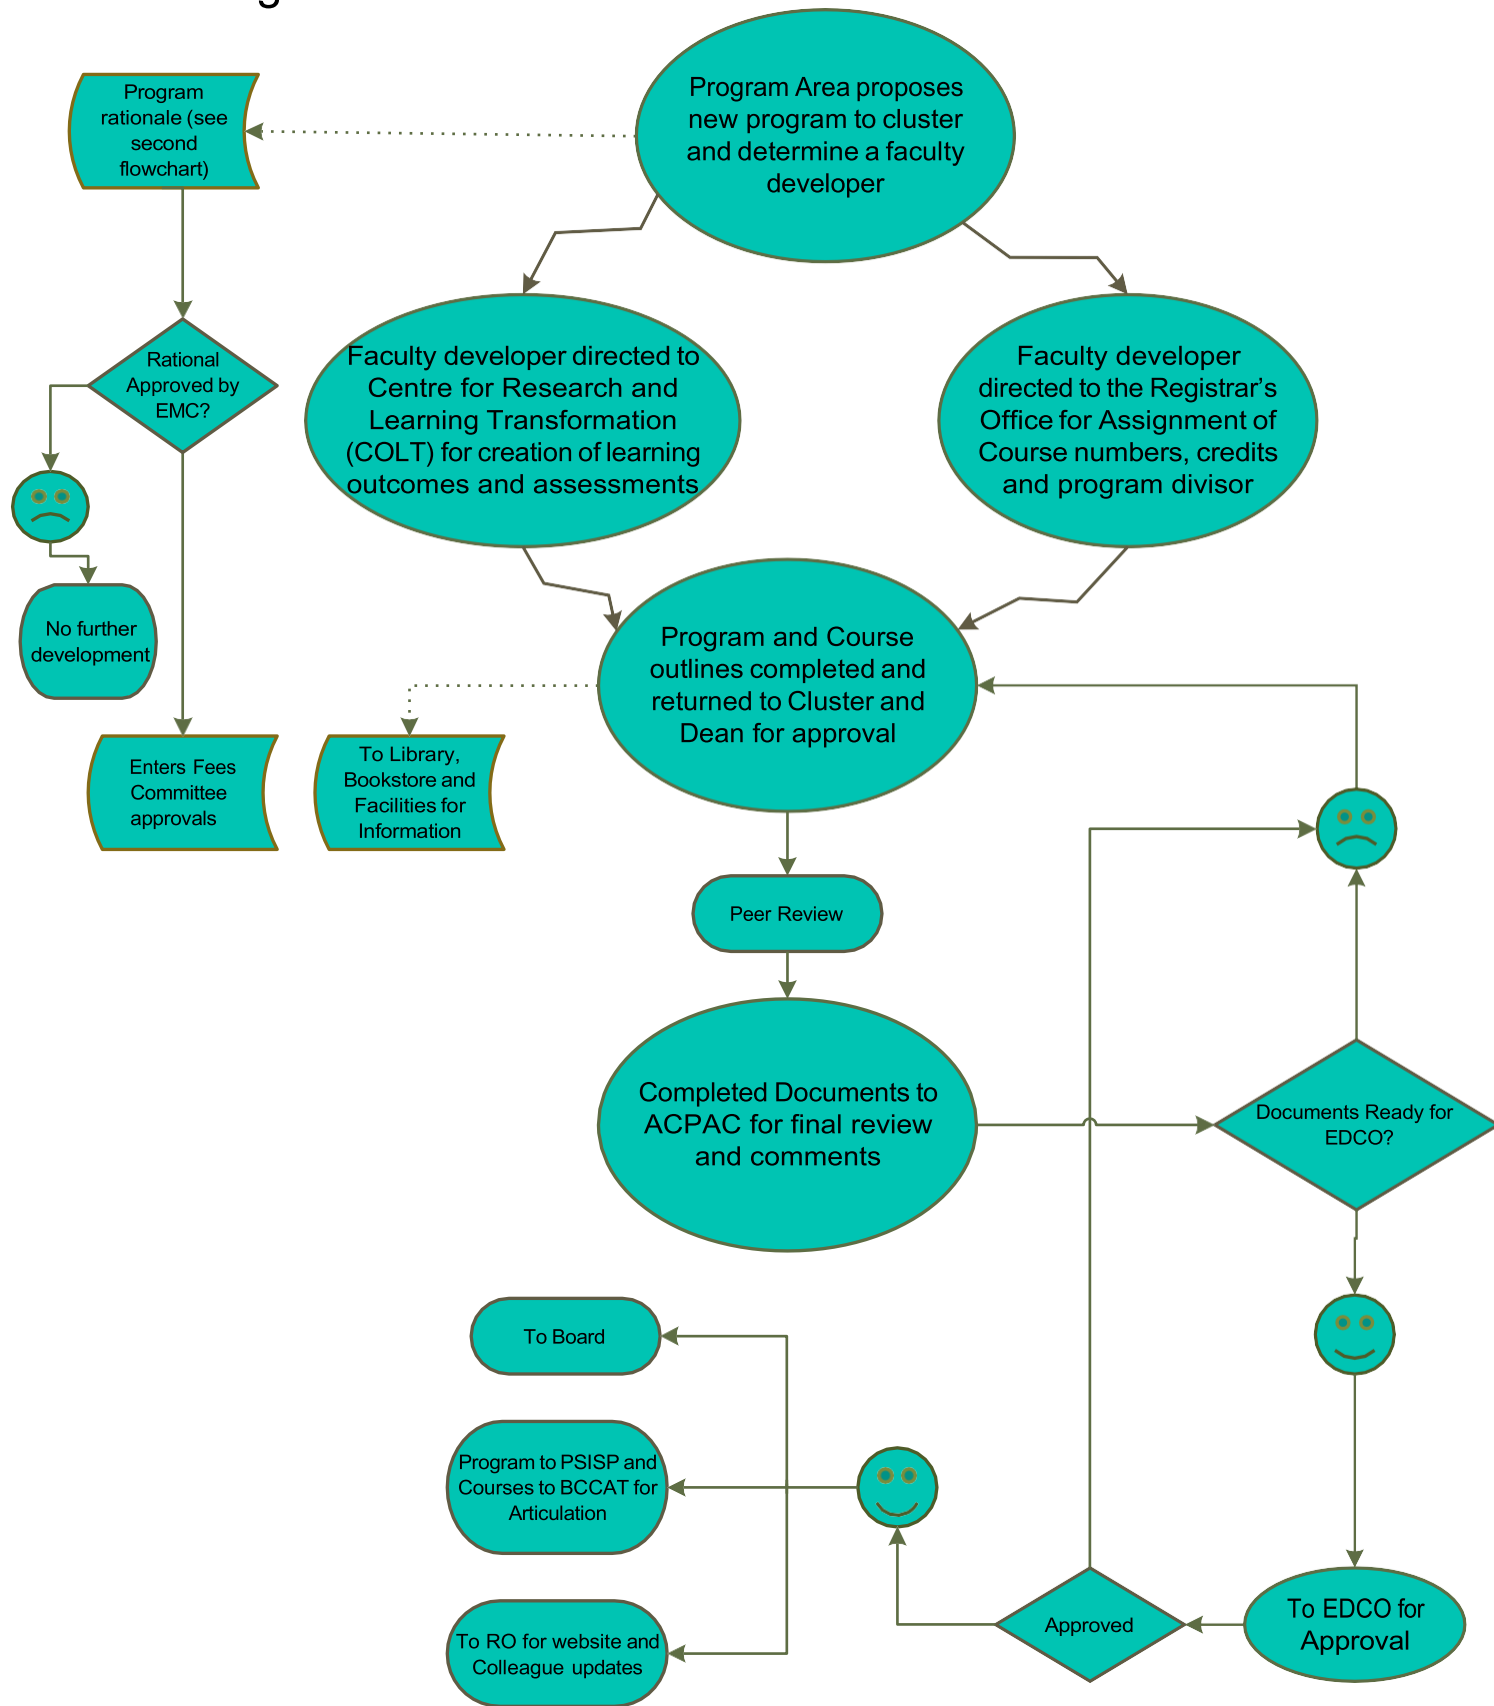 g
Program Area proposes
new program to cluster
and determine a faculty
developer
Program
rationale (see
second
flowchart)
Rational
Approved by
EMC?
Faculty developer directed to
Centre for Research and
Learning Transformation
(COLT) for creation of learning
outcomes and assessments
Faculty developer
directed to the Registrar’s
Office for Assignment of
Course numbers, credits
and program divisor
No further
development
Program and Course
outlines completed and
returned to Cluster and
Dean for approval
Enters Fees
Committee
approvals
To Library,
Bookstore and
Facilities for
Information
Peer Review
Completed Documents to
ACPAC for final review
and comments
Documents Ready for
EDCO?
To Board
Program to PSISP and
Courses to BCCAT for
Articulation
To RO for website and
Colleague updates
Approved
To EDCO for
Approval